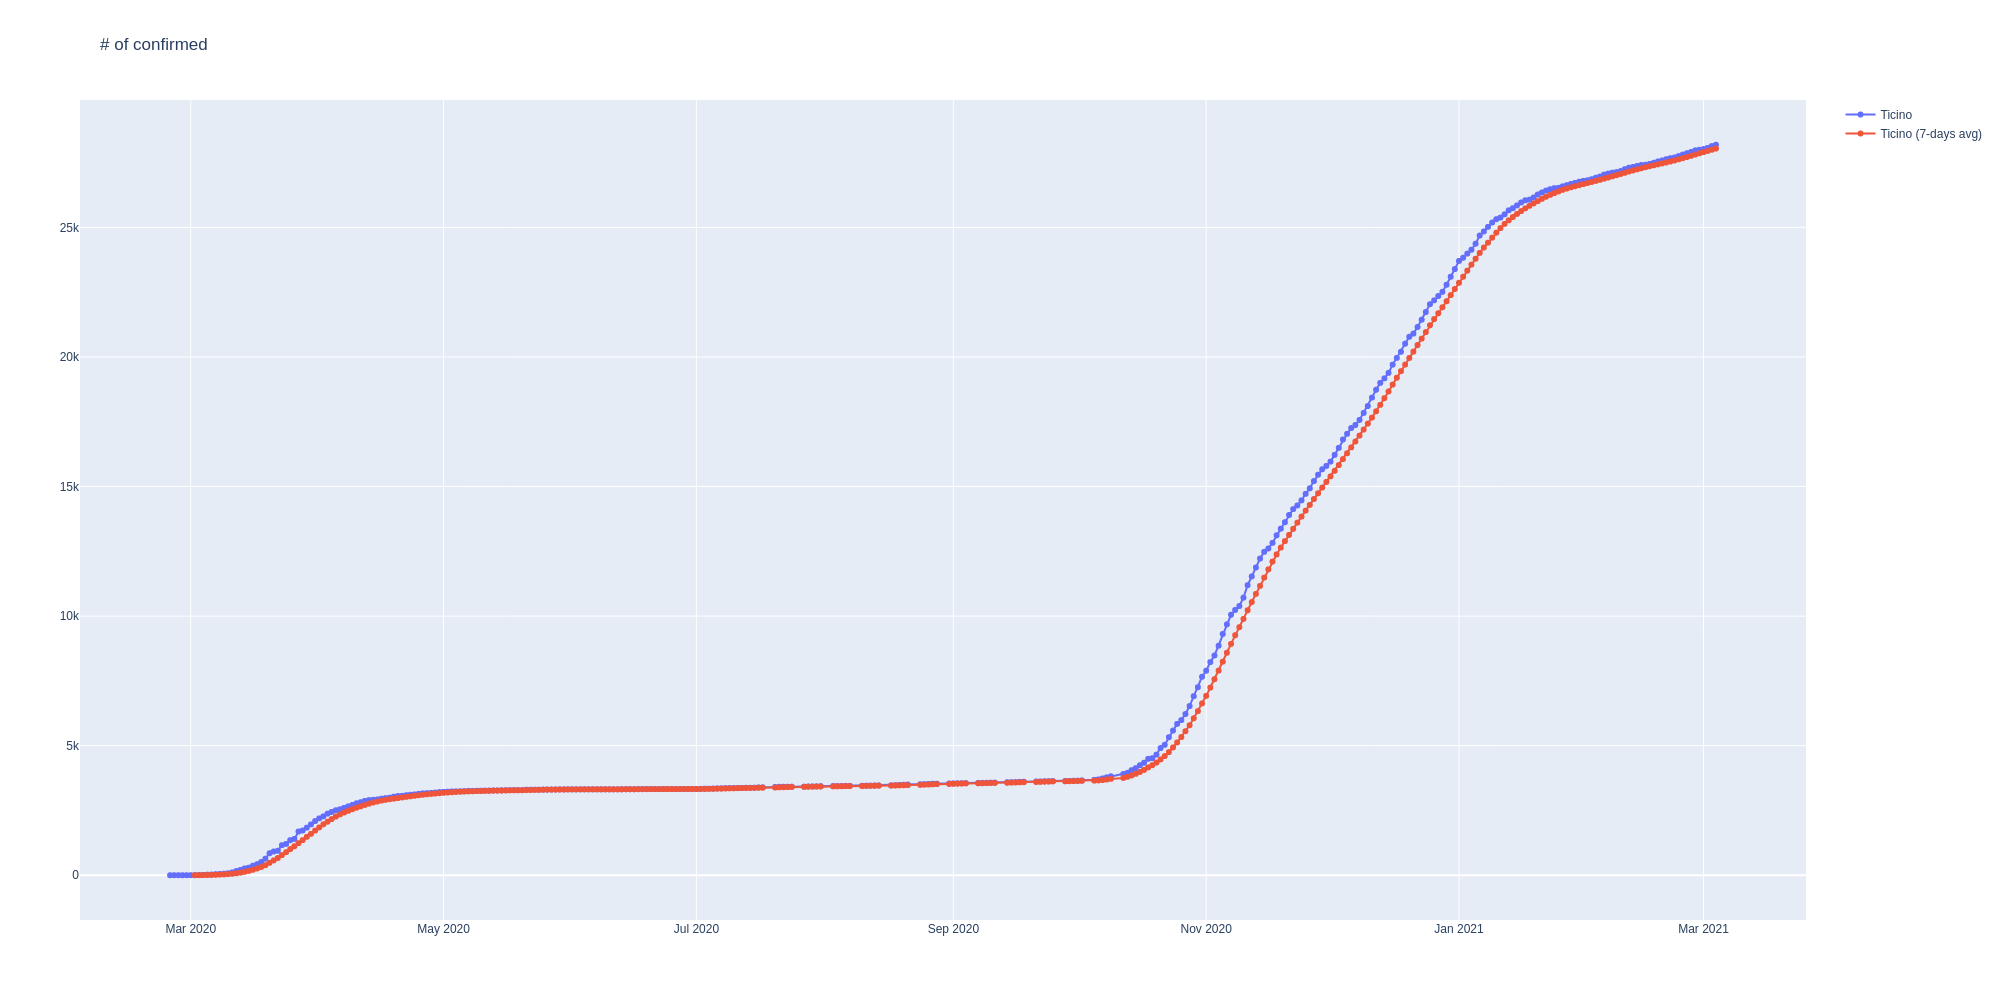 # of confirmed
Ticino
Ticino (7-days avg)
25k
20k
15k
10k
5k
0
Mar 2020
May 2020
Jul 2020
Sep 2020
Nov 2020
Jan 2021
Mar 2021